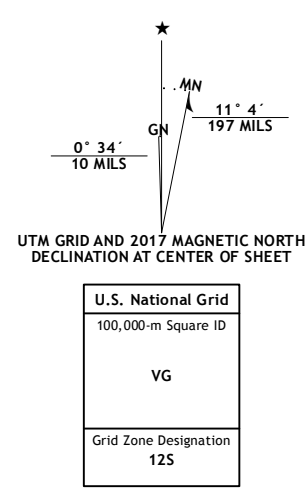 ★
MN
GN
11° 4´
197 MILS
0° 34´
10 MILS
UTM GRID AND 2017 MAGNETIC NORTH
DECLINATION AT CENTER OF SHEET
U.S. National Grid
100,000-m Square ID
VG
Grid Zone Designation
12S